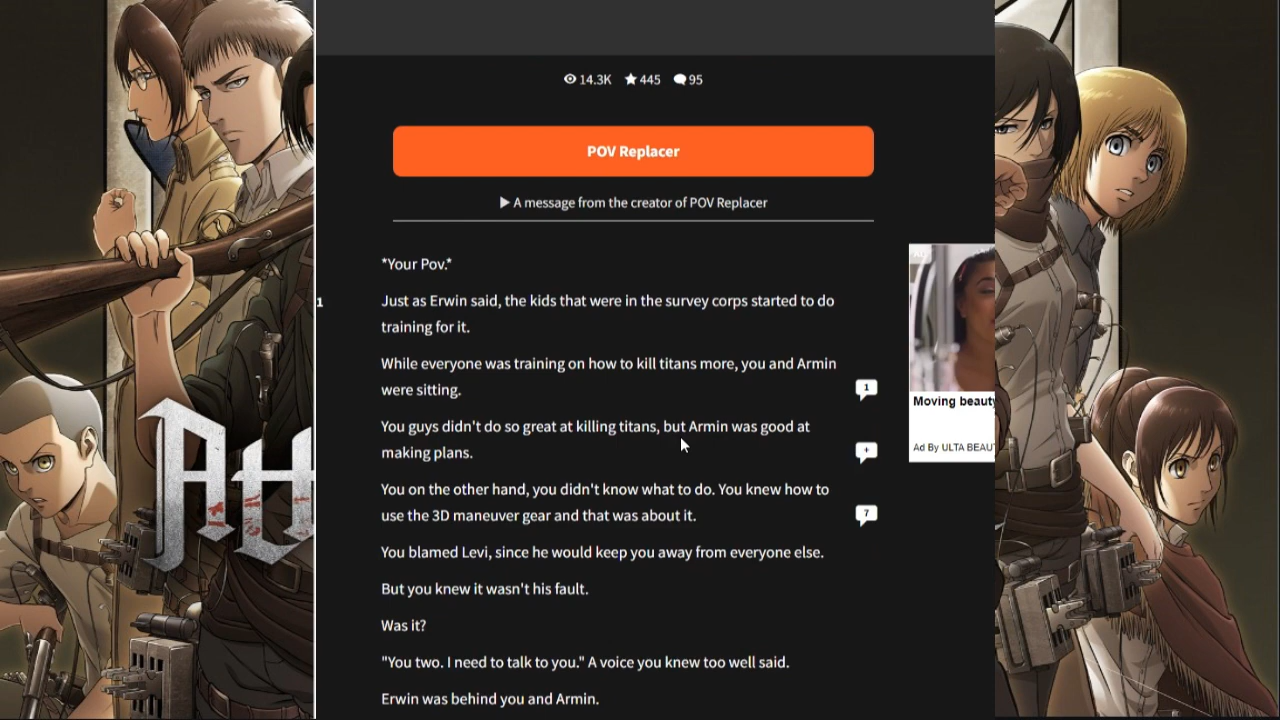 14.3K 445 95
POV Replacer
▶ A message from the creator of POV Replacer
*Your Pov.*
1
Just as Erwin said, the kids that were in the survey corps started to do
training for it.
While everyone was training on how to kill titans more, you and Armin
were sitting.
1
You guys didn't do so great at killing titans, but Armin was good at
making plans.
+
You on the other hand, you didn't know what to do. You knew how to
use the 3D maneuver gear and that was about it.
7
You blamed Levi, since he would keep you away from everyone else.
But you knew it wasn't his fault.
Was it?
"You two. I need to talk to you." A voice you knew too well said.
Erwin was behind you and Armin.
Moving beauty
Ad By ULTA BEAU
Att